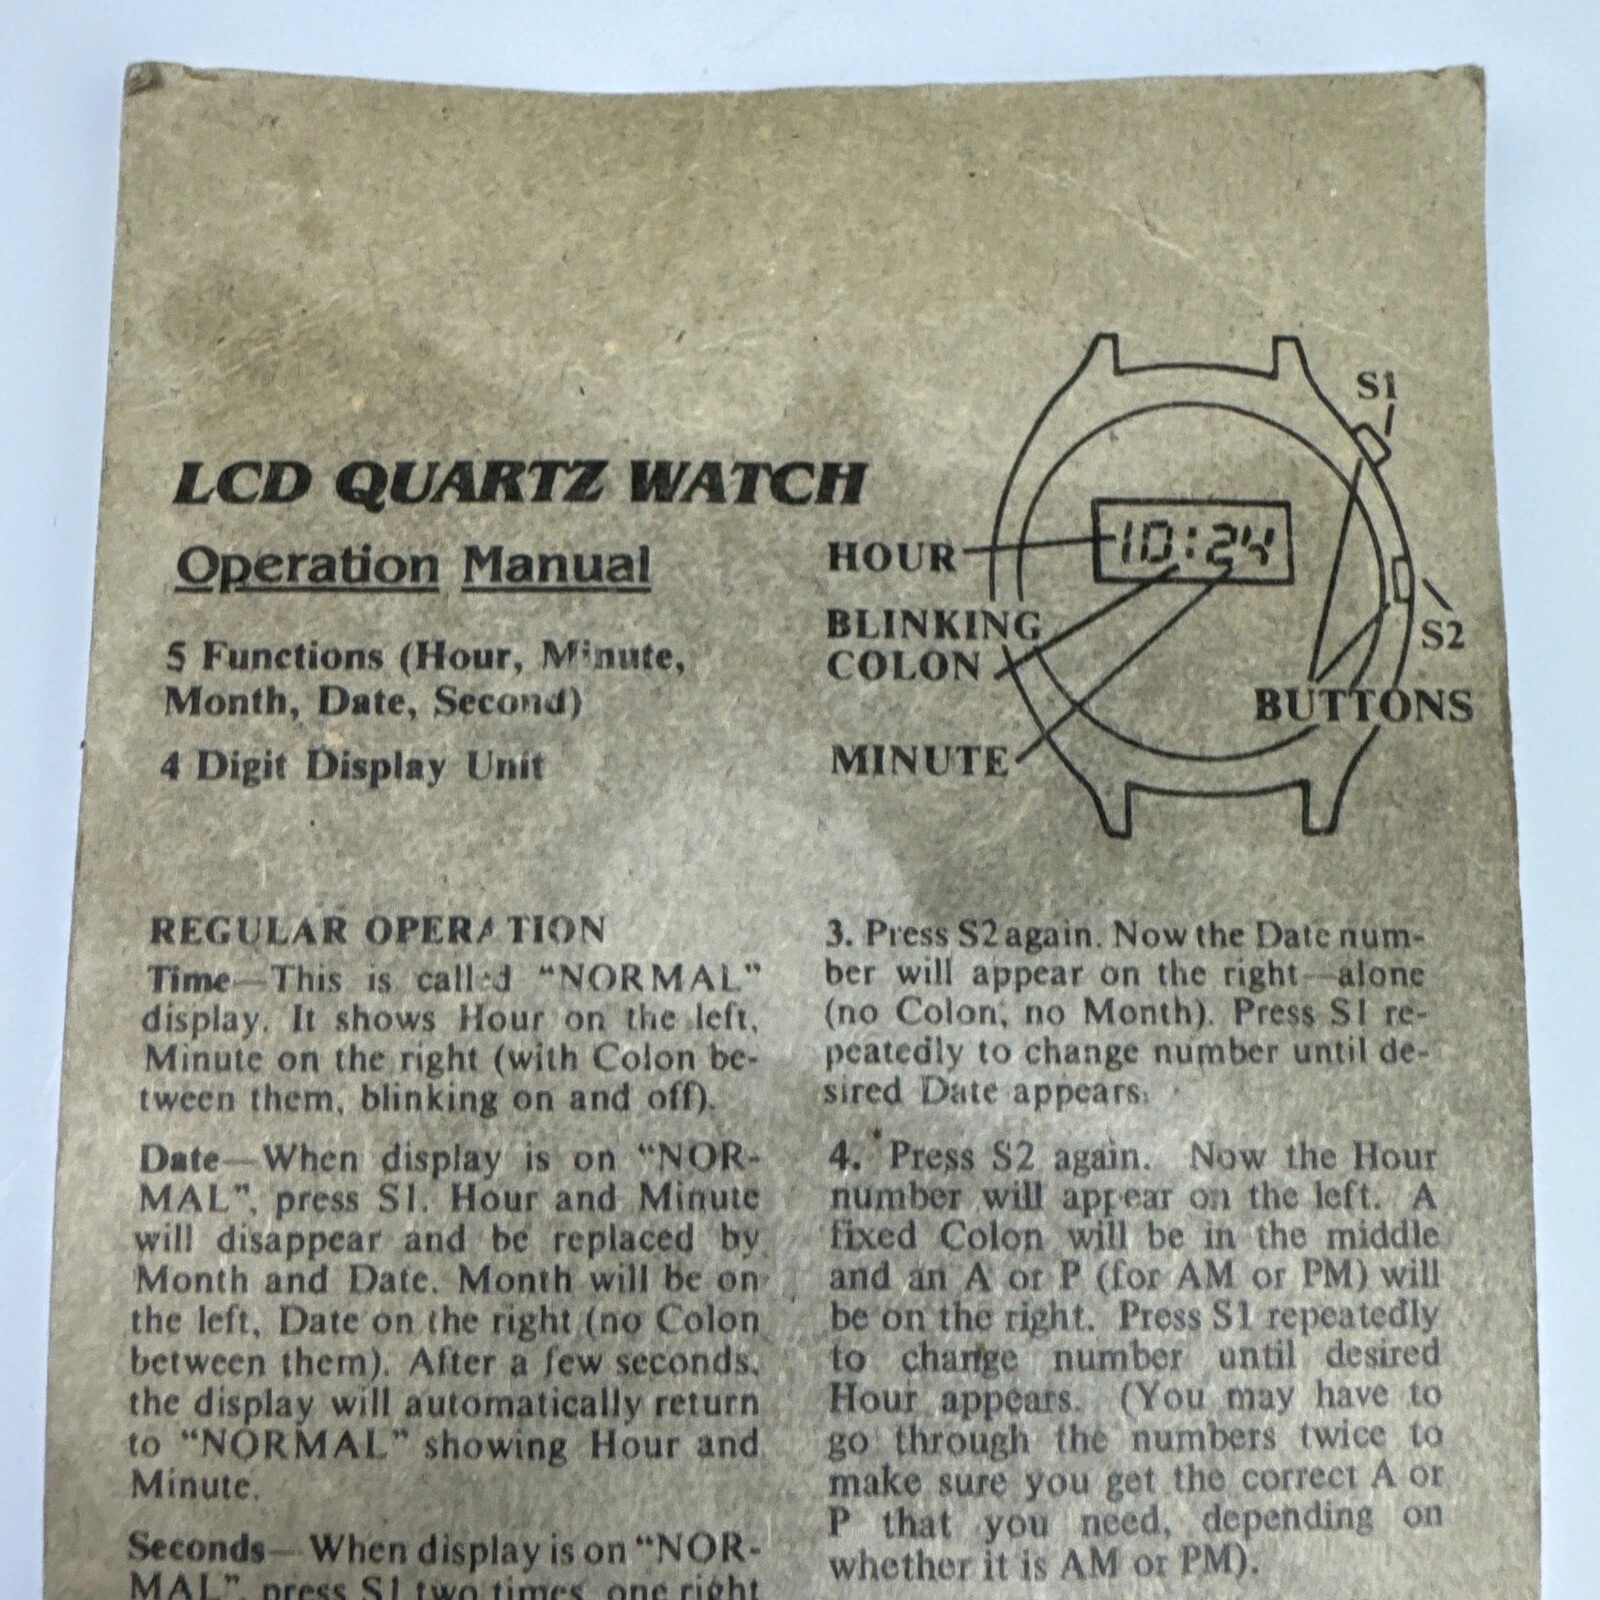 LCD QUARTZ WATCH
Operation Manual
5 Functions (Hour, Minute,
Month, Date, Second)
4 Digit Display Unit
S1
10:24
HOUR
BLINKING
COLON
S2
BUTTONS
MINUTE
REGULAR OPERATION
Time—This is called "NORMAL"
display. It shows Hour on the left,
Minute on the right (with Colon be-
tween them, blinking on and off).
Date—When display is on "NOR-
MAL", press S1. Hour and Minute
will disappear and be replaced by
Month and Date. Month will be on
the left, Date on the right (no Colon
between them). After a few seconds,
the display will automatically return
to "NORMAL" showing Hour and
Minute.
Seconds—When display is on "NOR-
MAL", press S1 two times, one right
3. Press S2 again. Now the Date num-
ber will appear on the right—alone
(no Colon, no Month). Press S1 re-
peatedly to change number until de-
sired Date appears.
4. Press S2 again. Now the Hour
number will appear on the left. A
fixed Colon will be in the middle
and an A or P (for AM or PM) will
be on the right. Press S1 repeatedly
to change number until desired
Hour appears. (You may have to
go through the numbers twice to
make sure you get the correct A or
P that you need, depending on
whether it is AM or PM).